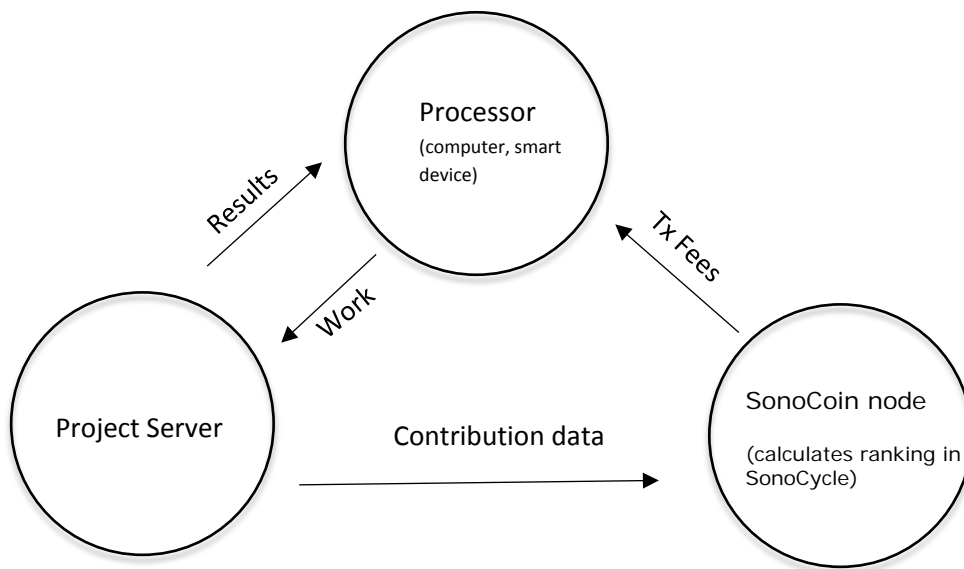 Processor
(computer, smart
device)
Results
Tx Fees
Work
SonoCoin node
Project Server
Contribution data
(calculates ranking in
SonoCycle)